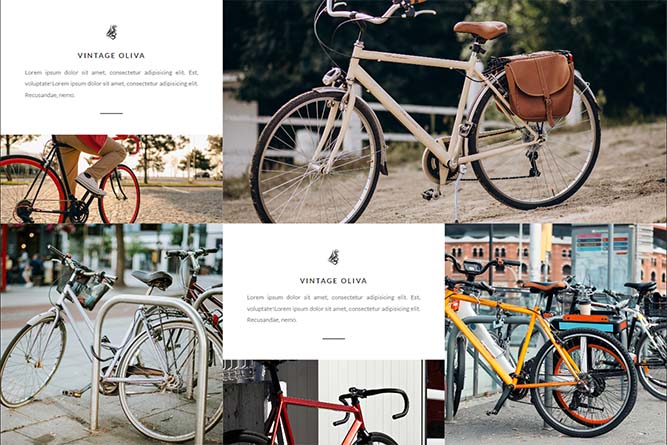 VINTAGE OLIVA
Lorem ipsum dolor sit amet, consectetur adipisicing elit. Est,
voluptate!Lorem ipsum dolor sit amet, consectetur adipisicing elit.
Recusandae, nemo.
VINTAGE OLIVA
Lorem ipsum dolor sit amet, consectetur adipisicing elit. Est,
voluptate!Lorem ipsum dolor sit amet, consectetur adipisicing elit.
Recusandae, nemo.